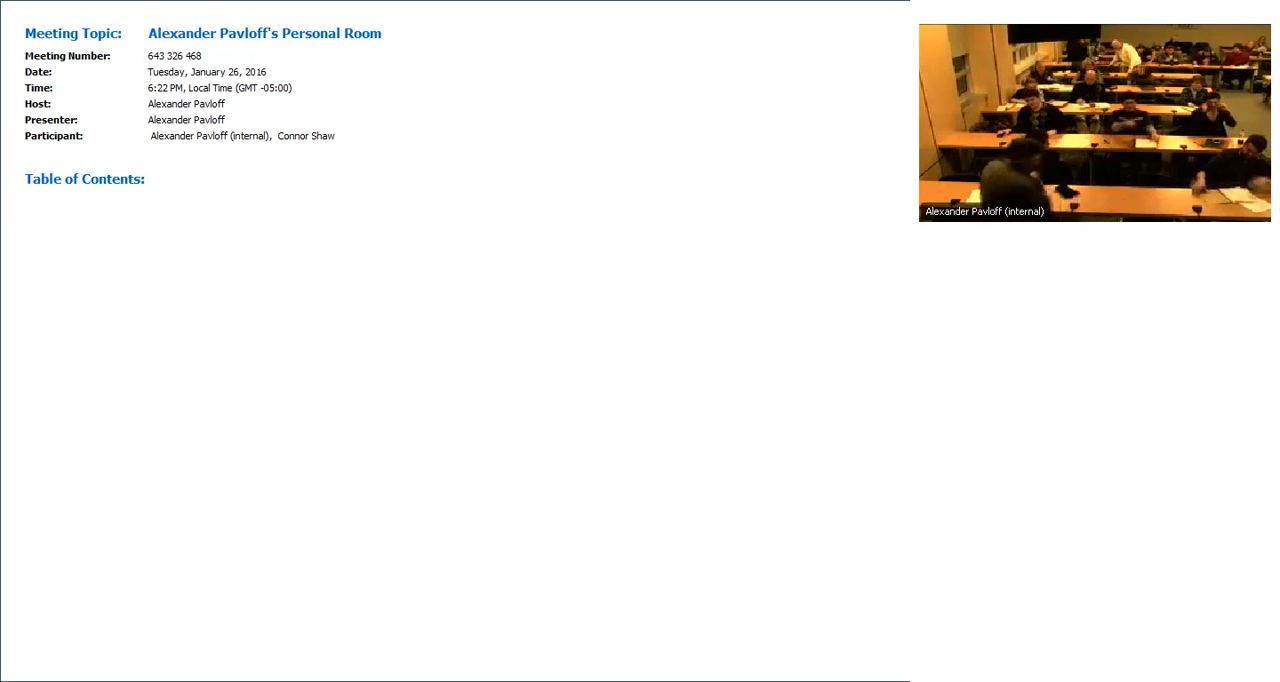 Meeting Topic: Alexander Pavloff's Personal Room
Meeting Number: 643 326 468
Date: Tuesday, January 26, 2016
Time: 6:22 PM, Local Time (GMT -05:00)
Host: Alexander Pavloff
Presenter: Alexander Pavloff
Participant: Alexander Pavloff (internal), Connor Shaw
Table of Contents:
Alexander Pavloff (internal)